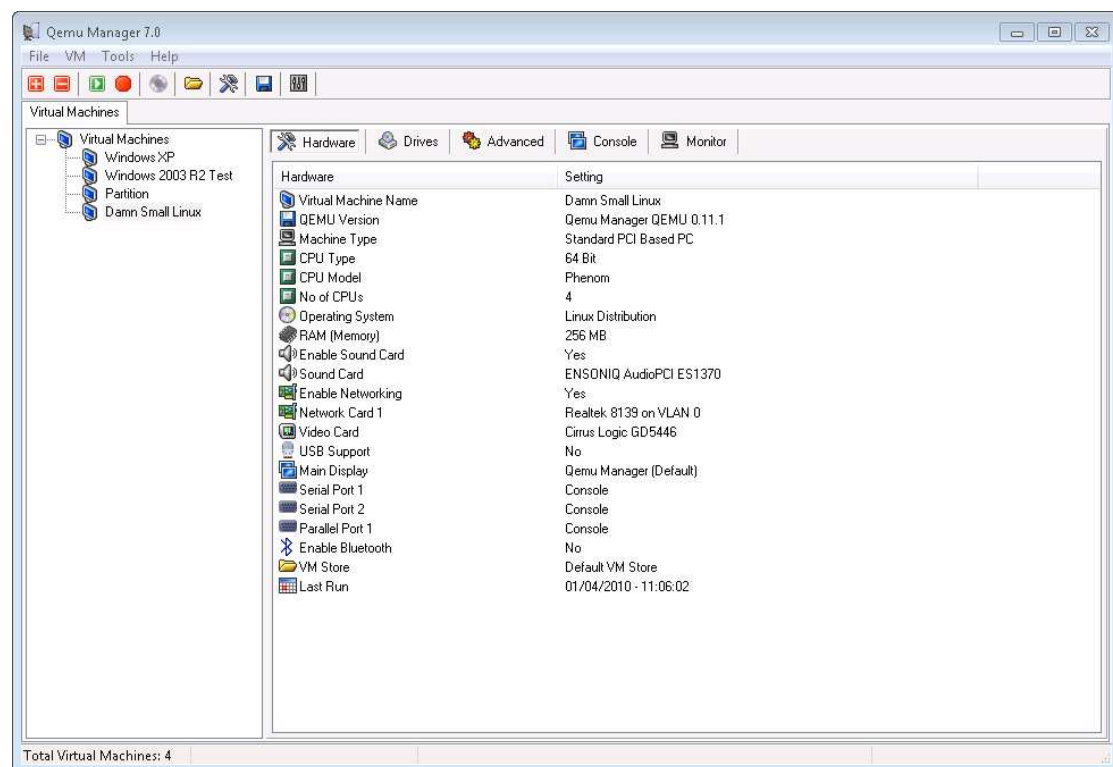 Qemu Manager 7.0
File VM Tools Help
Virtual Machines
Virtual Machines
Windows XP
Windows 2003 R2 Test
Partition
Damn Small Linux
Hardware Drives Advanced Console Monitor
Hardware Setting
Virtual Machine Name Damn Small Linux
QEMU Version Qemu Manager QEMU 0.11.1
Machine Type Standard PCI Based PC
CPU Type 64 Bit
CPU Model Phenom
No of CPUs 4
Operating System Linux Distribution
RAM (Memory) 256 MB
Enable Sound Card Yes
Sound Card ENSONIQ AudioPCI ES1370
Enable Networking Yes
Network Card 1 Realtek 8139 on VLAN 0
Video Card Cirrus Logic GD5446
USB Support No
Main Display Qemu Manager (Default)
Serial Port 1 Console
Serial Port 2 Console
Parallel Port 1 Console
Enable Bluetooth No
VM Store Default VM Store
Last Run 01/04/2010 - 11:06:02
Total Virtual Machines: 4